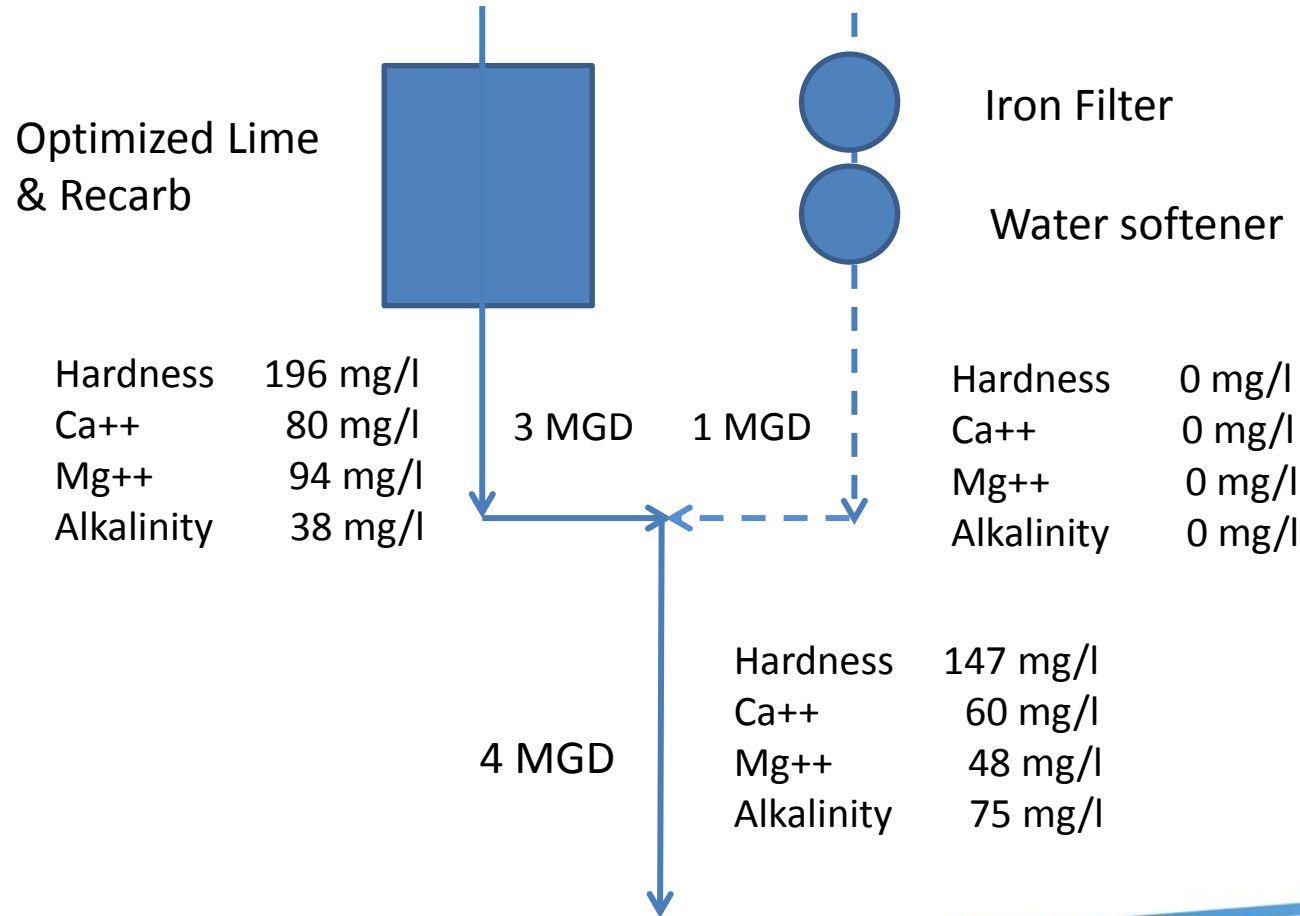 Optimized Lime
& Recarb
Iron Filter
Water softener
Hardness 196 mg/l
Ca++ 80 mg/l
Mg++ 94 mg/l
Alkalinity 38 mg/l
3 MGD
1 MGD
Hardness 0 mg/l
Ca++ 0 mg/l
Mg++ 0 mg/l
Alkalinity 0 mg/l
4 MGD
Hardness 147 mg/l
Ca++ 60 mg/l
Mg++ 48 mg/l
Alkalinity 75 mg/l